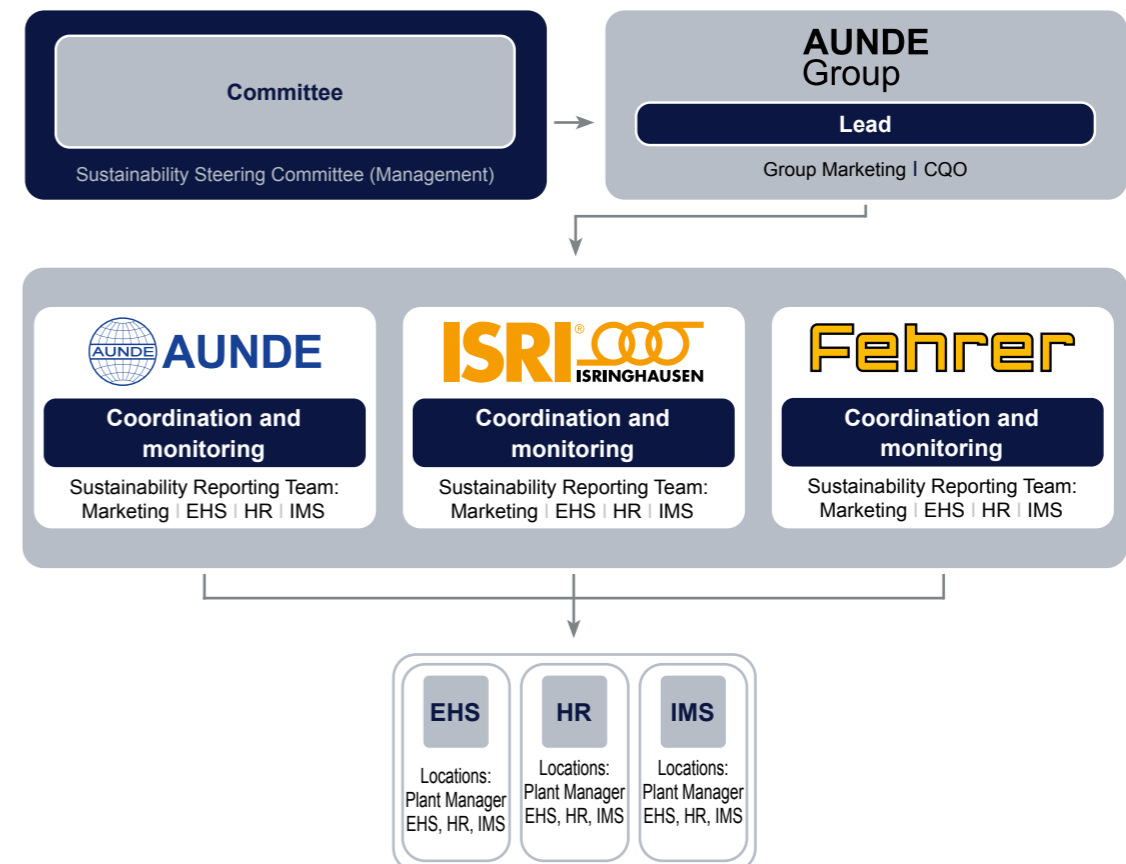 Committee
Sustainability Steering Committee (Management)
AUNDE
Group
Lead
Group Marketing I CQO
AUNDE
AUNDE
Coordination and
monitoring
Sustainability Reporting Team:
Marketing I EHS I HR I IMS
ISRI®
ISRINGHAUSEN
Coordination and
monitoring
Sustainability Reporting Team:
Marketing I EHS I HR I IMS
Fehrer
Coordination and
monitoring
Sustainability Reporting Team:
Marketing I EHS I HR I IMS
EHS
Locations:
Plant Manager
EHS, HR, IMS
HR
Locations:
Plant Manager
EHS, HR, IMS
IMS
Locations:
Plant Manager
EHS, HR, IMS